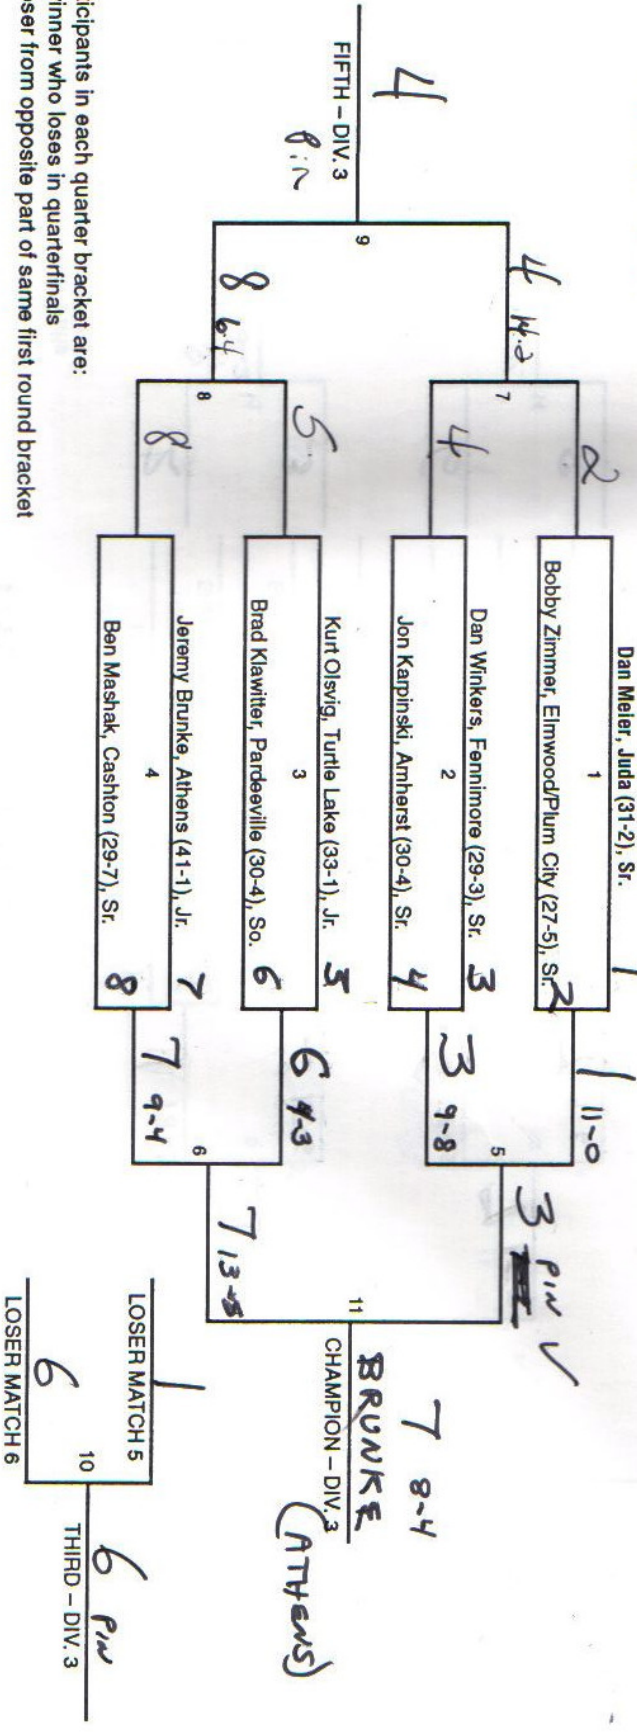 Dan Meier, Juda (31-2), Sr. 1
1
Bobby Zimmer, Elmwood/Plum City (27-5), Sr. 2
Dan Winkers, Fennimore (29-3), Sr. 3
2
Jon Karpinski, Amherst (30-4), Sr. 4
Kurt Olsvig, Turtle Lake (33-1), Jr. 5
3
Brad Klawitter, Pardeeville (30-4), So. 6
Jeremy Brunke, Athens (41-1), Jr. 7
4
Ben Mashak, Cashton (29-7), Sr. 8
1 11-0
3 9-8
6 4-3
7 9-4
5
6
3 PIN ✓
7 13-5
11
7 8-4
BRUNKE
CHAMPION – DIV. 3
(ATHENS)
1
LOSER MATCH 5
6
LOSER MATCH 6
10
6 PIN
THIRD – DIV. 3
2
4
5
8
7
8
4 14-2
8 6-4
9
4
FIFTH – DIV. 3
Pin
icipants in each quarter bracket are:
inner who loses in quarterfinals
ser from opposite part of same first round bracket